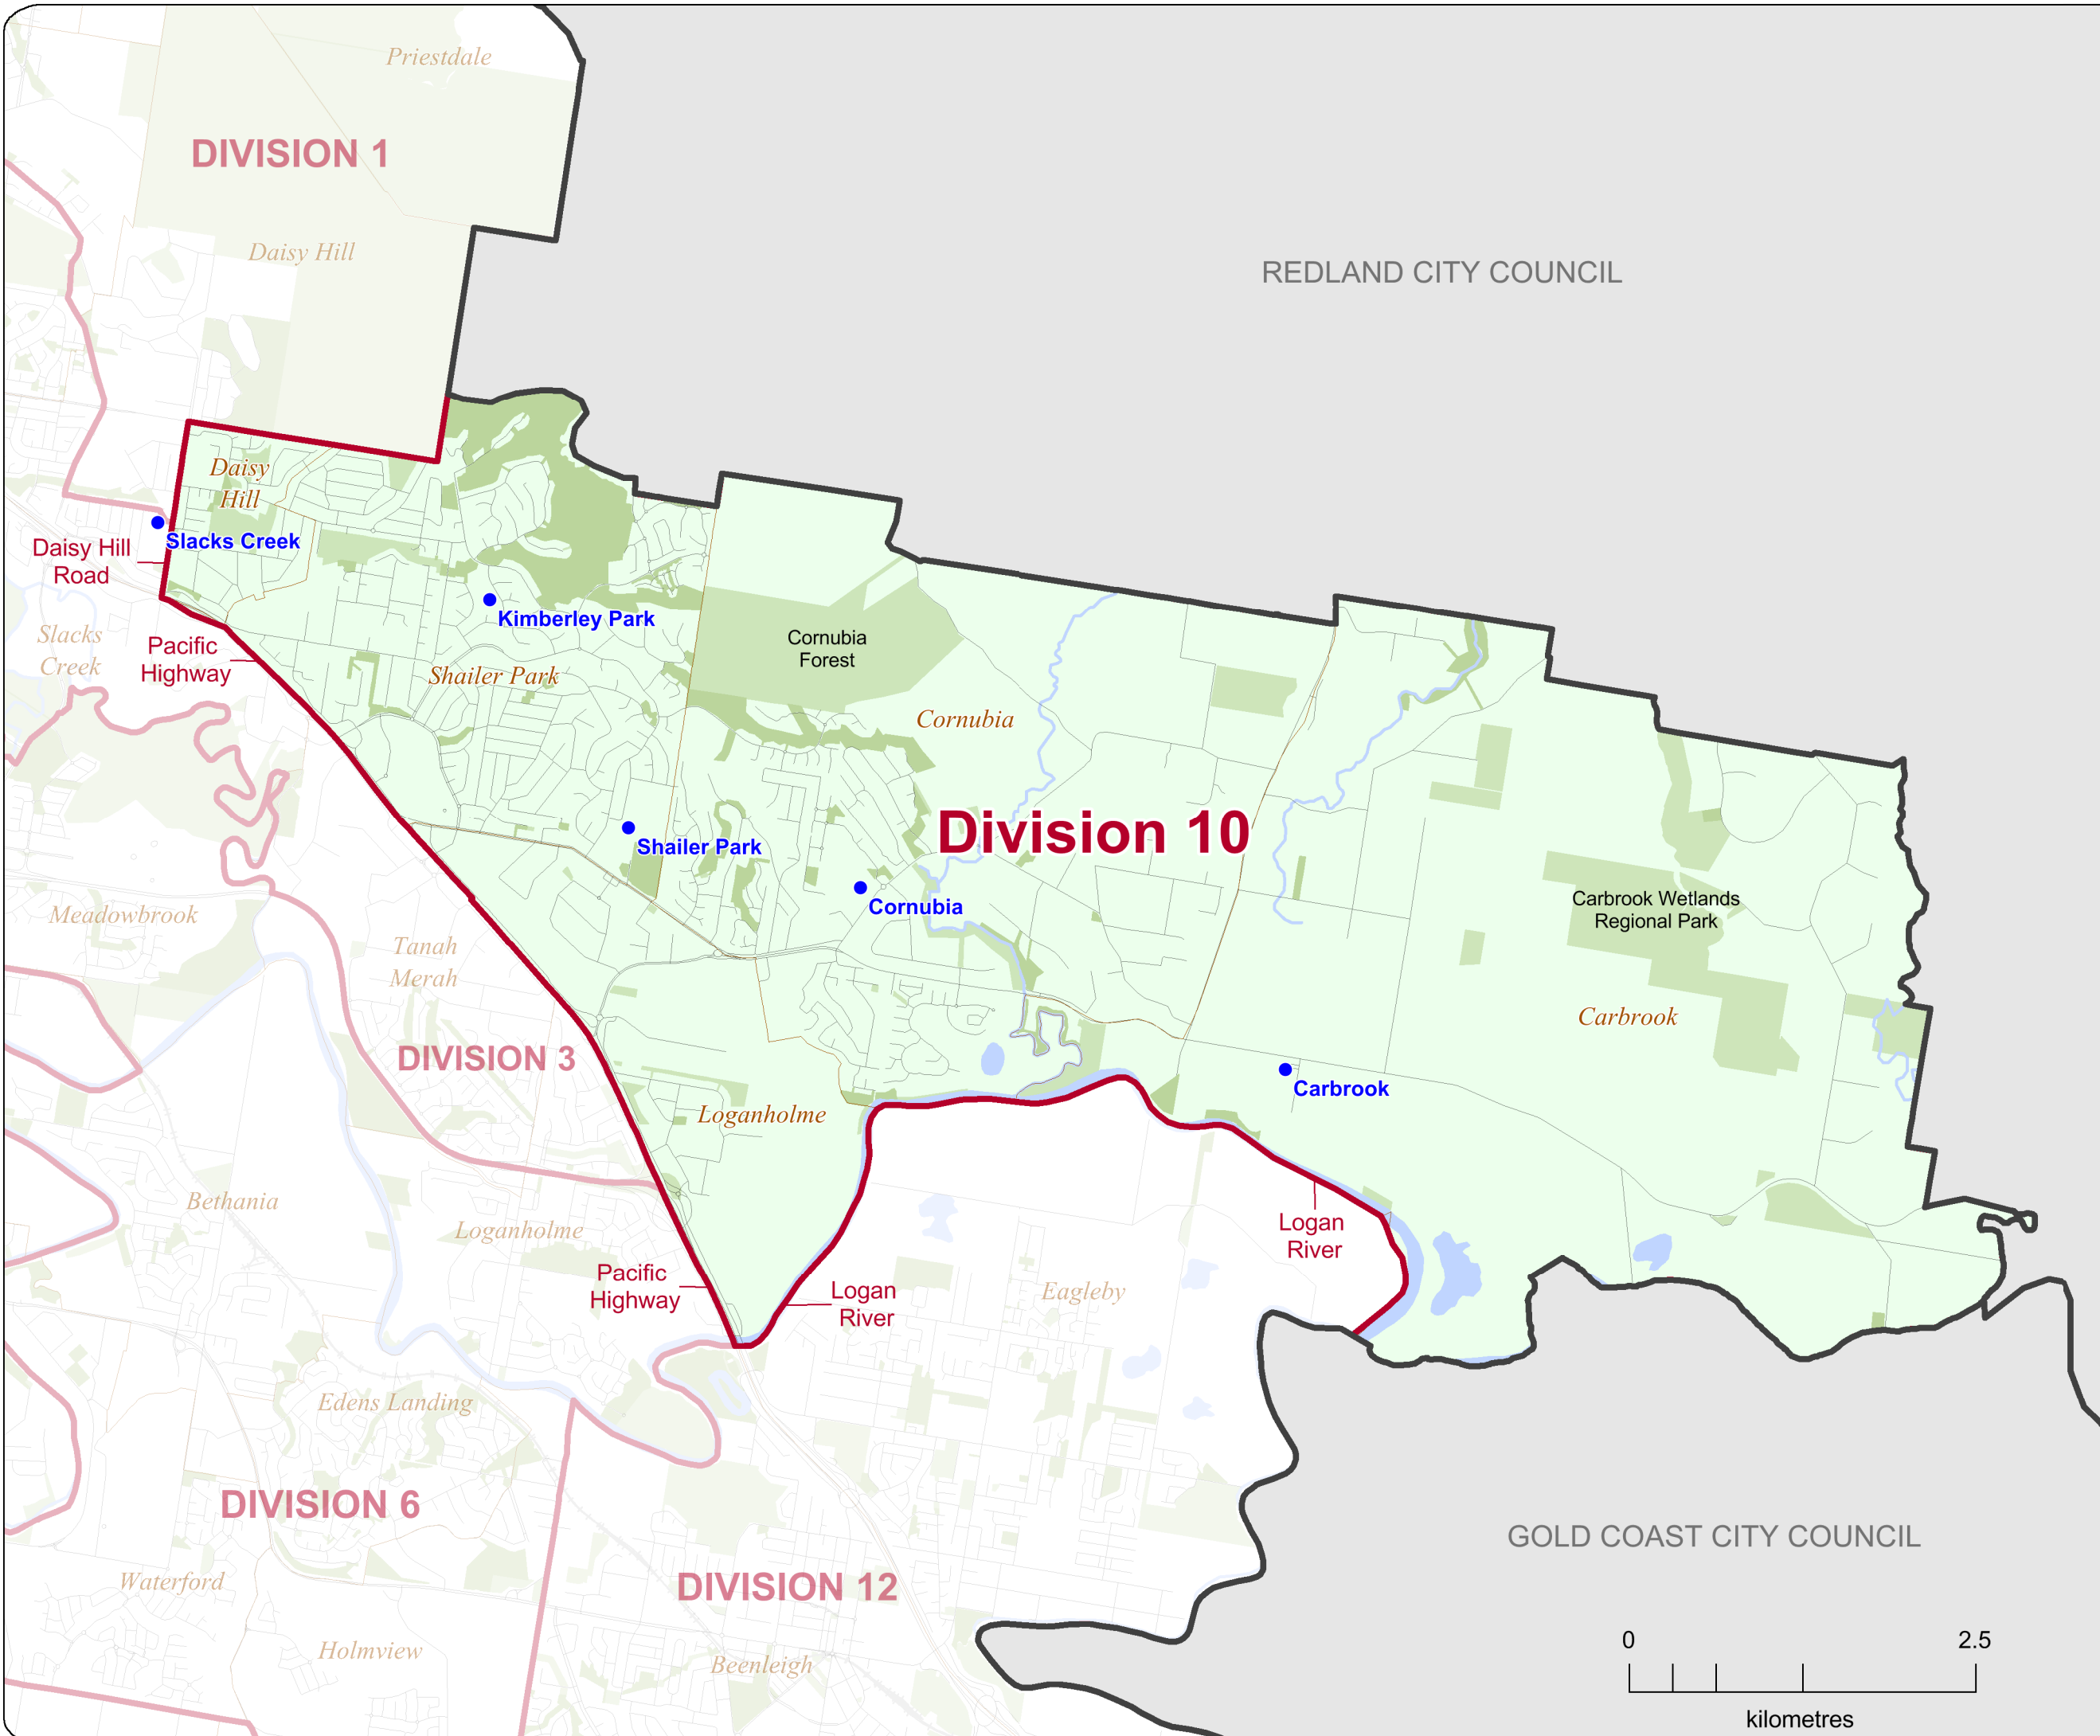 Priestdale
DIVISION 1
Daisy Hill
REDLAND CITY COUNCIL
Daisy
Hill
Slacks Creek
Daisy Hill
Road
Kimberley Park
Slacks
Creek
Pacific
Highway
Shailer Park
Cornubia
Forest
Cornubia
Division 10
Shailer Park
Cornubia
Carbrook Wetlands
Regional Park
Meadowbrook
Tanah
Merah
Carbrook
DIVISION 3
Carbrook
Loganholme
Bethania
Loganholme
Logan
River
Pacific
Highway
Logan
River
Eagleby
Edens Landing
DIVISION 6
GOLD COAST CITY COUNCIL
Waterford
DIVISION 12
Holmview
Beenleigh
0
2.5
kilometres